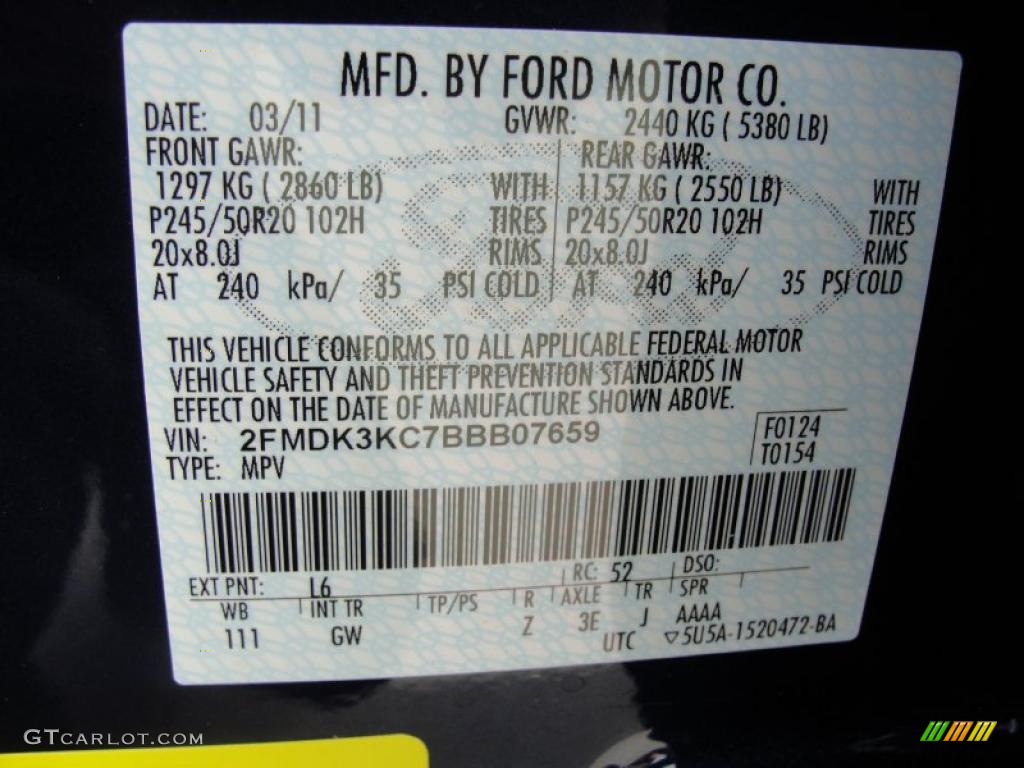 MFD. BY FORD MOTOR CO.
DATE: 03/11 GVWR: 2440 KG ( 5380 LB)
FRONT GAWR: REAR GAWR:
1297 KG ( 2860 LB) WITH 1157 KG ( 2550 LB) WITH
P245/50R20 102H TIRES P245/50R20 102H TIRES
20x8.0J RIMS 20x8.0J RIMS
AT 240 kPa/ 35 PSI COLD AT 240 kPa/ 35 PSI COLD
THIS VEHICLE CONFORMS TO ALL APPLICABLE FEDERAL MOTOR
VEHICLE SAFETY AND THEFT PREVENTION STANDARDS IN
EFFECT ON THE DATE OF MANUFACTURE SHOWN ABOVE.
VIN: 2FMDK3KC7BBB07659 F0124
TYPE: MPV T0154
EXT PNT: L6 RC: 52 DSO:
WB INT TR TP/PS R AXLE TR SPR
111 GW Z 3E J AAAA
UTC ▽5U5A-1520472-BA
GTCARLOT.COM